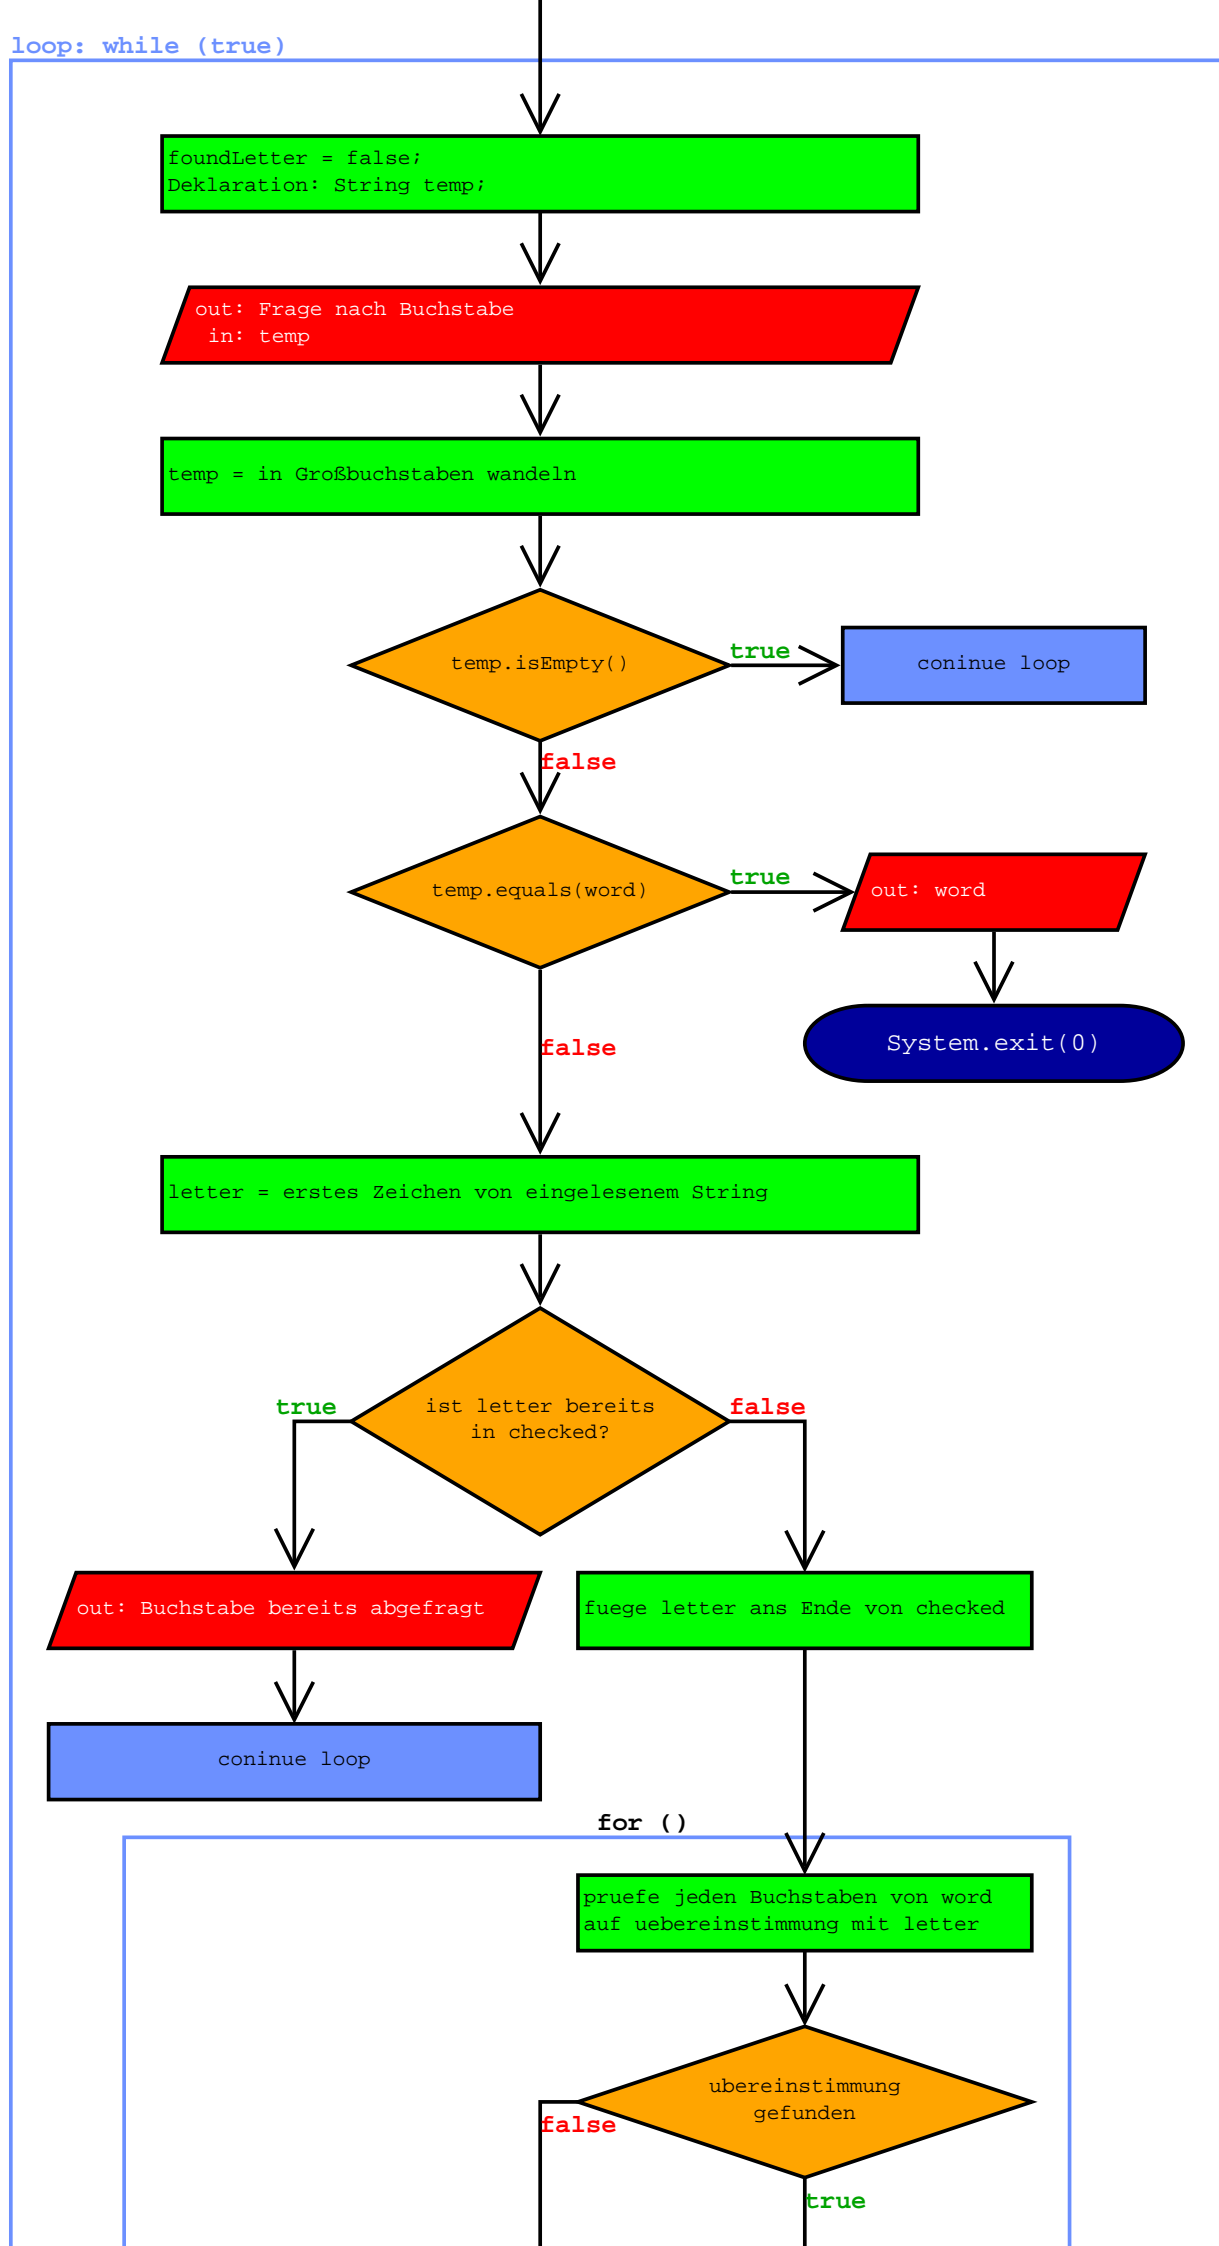 loop: while (true)
foundLetter = false;
Deklaration: String temp;
out: Frage nach Buchstabe
in: temp
temp = in Großbuchstaben wandeln
temp.isEmpty()
true
coninue loop
false
temp.equals(word)
true
out: word
System.exit(0)
false
letter = erstes Zeichen von eingelesenem String
ist letter bereits
in checked?
true
false
out: Buchstabe bereits abgefragt
fuege letter ans Ende von checked
coninue loop
for ()
pruefe jeden Buchstaben von word
auf uebereinstimmung mit letter
ubereinstimmung
gefunden
false
true